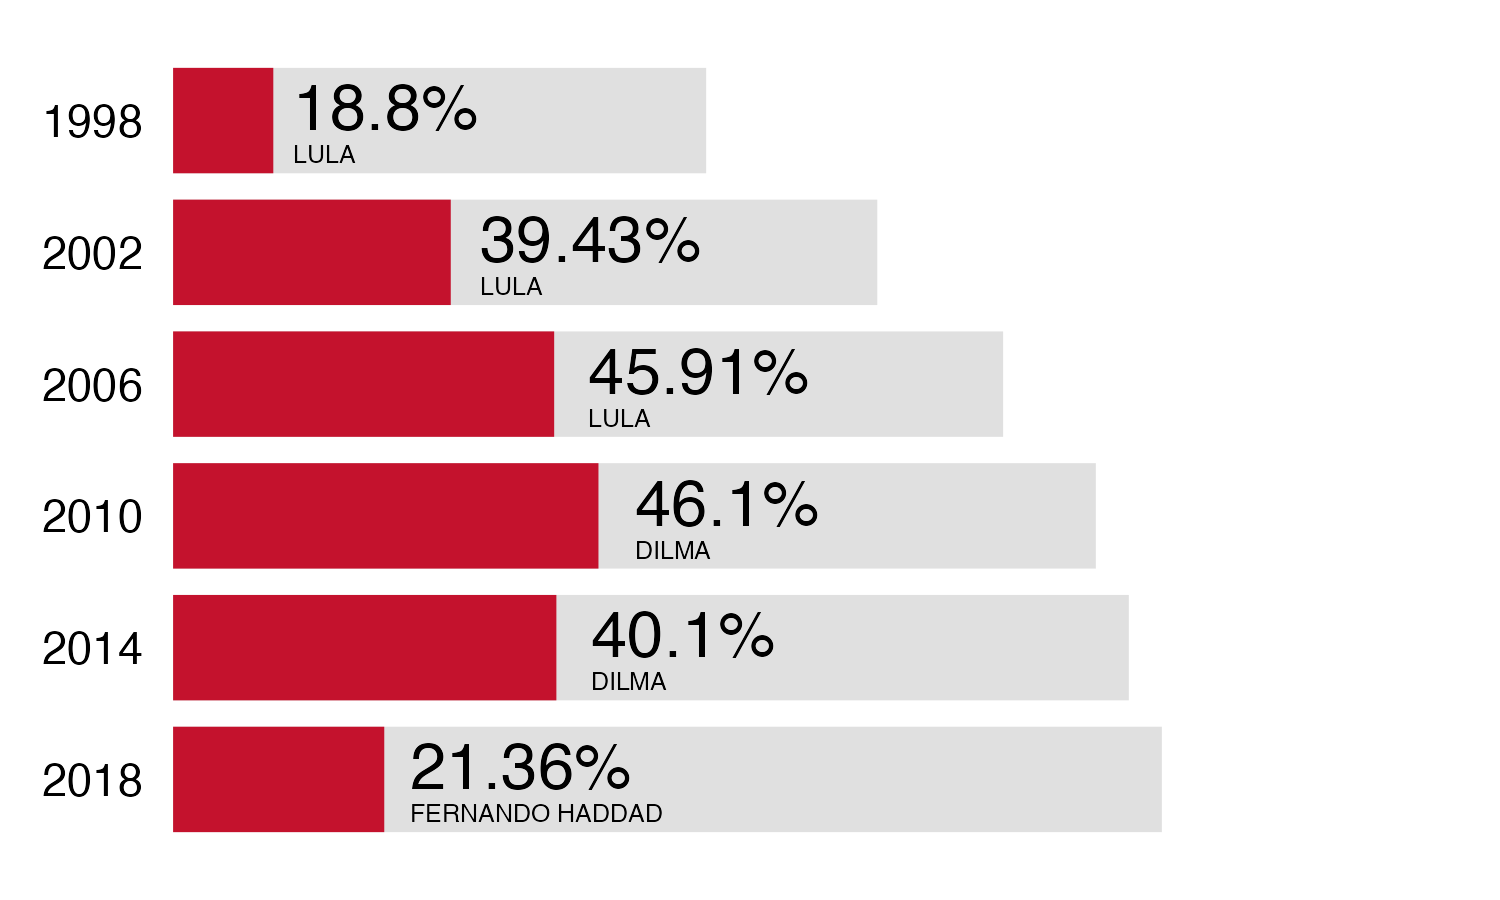 1998
18.8%
LULA
2002
39.43%
LULA
2006
45.91%
LULA
2010
46.1%
DILMA
2014
40.1%
DILMA
2018
21.36%
FERNANDO HADDAD